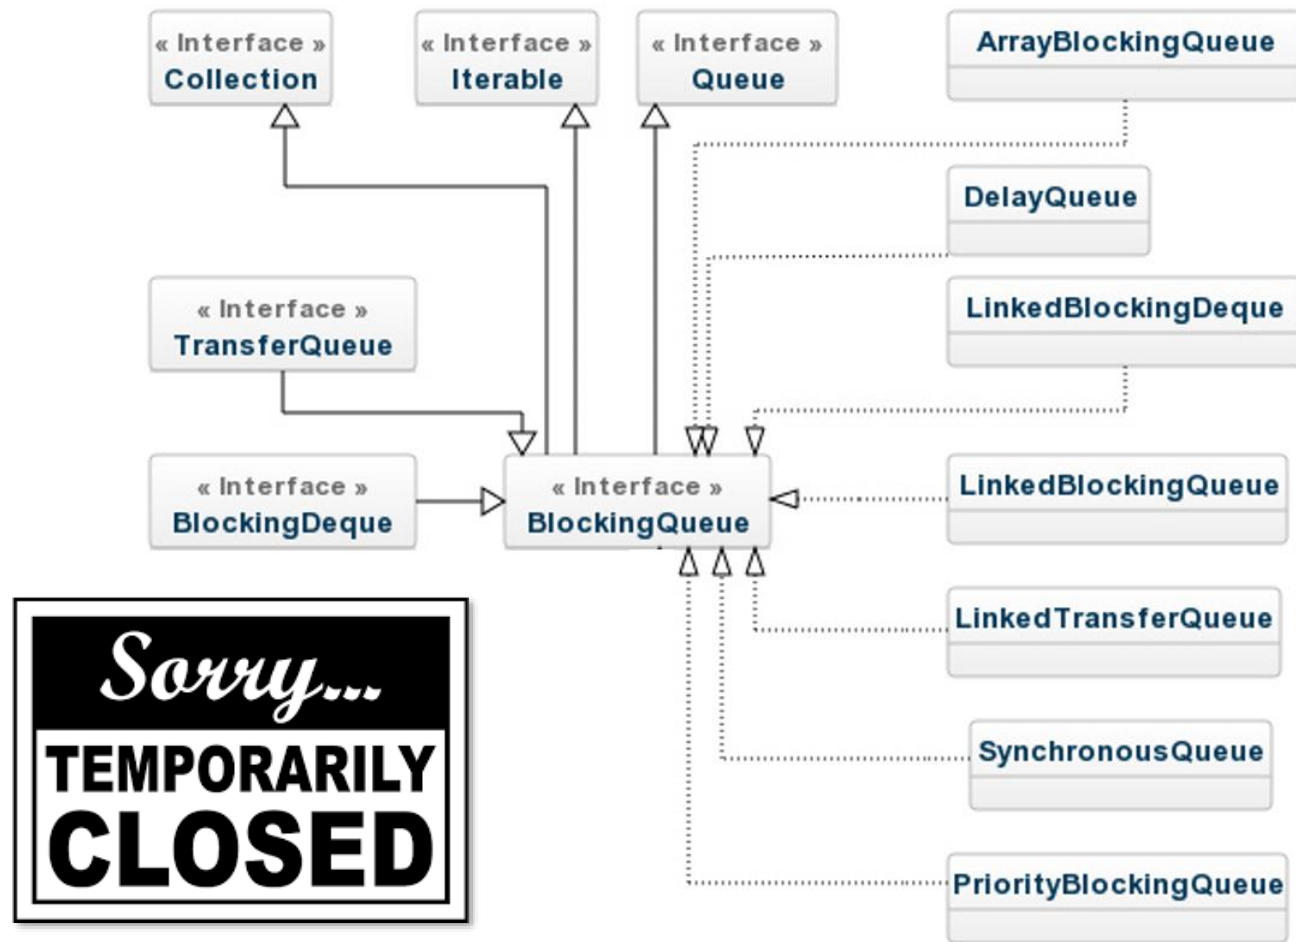 « Interface »
Collection
« Interface »
Iterable
« Interface »
Queue
ArrayBlockingQueue
DelayQueue
« Interface »
TransferQueue
LinkedBlockingDeque
« Interface »
BlockingDeque
« Interface »
BlockingQueue
LinkedBlockingQueue
LinkedTransferQueue
SynchronousQueue
PriorityBlockingQueue
Sorry...
TEMPORARILY
CLOSED